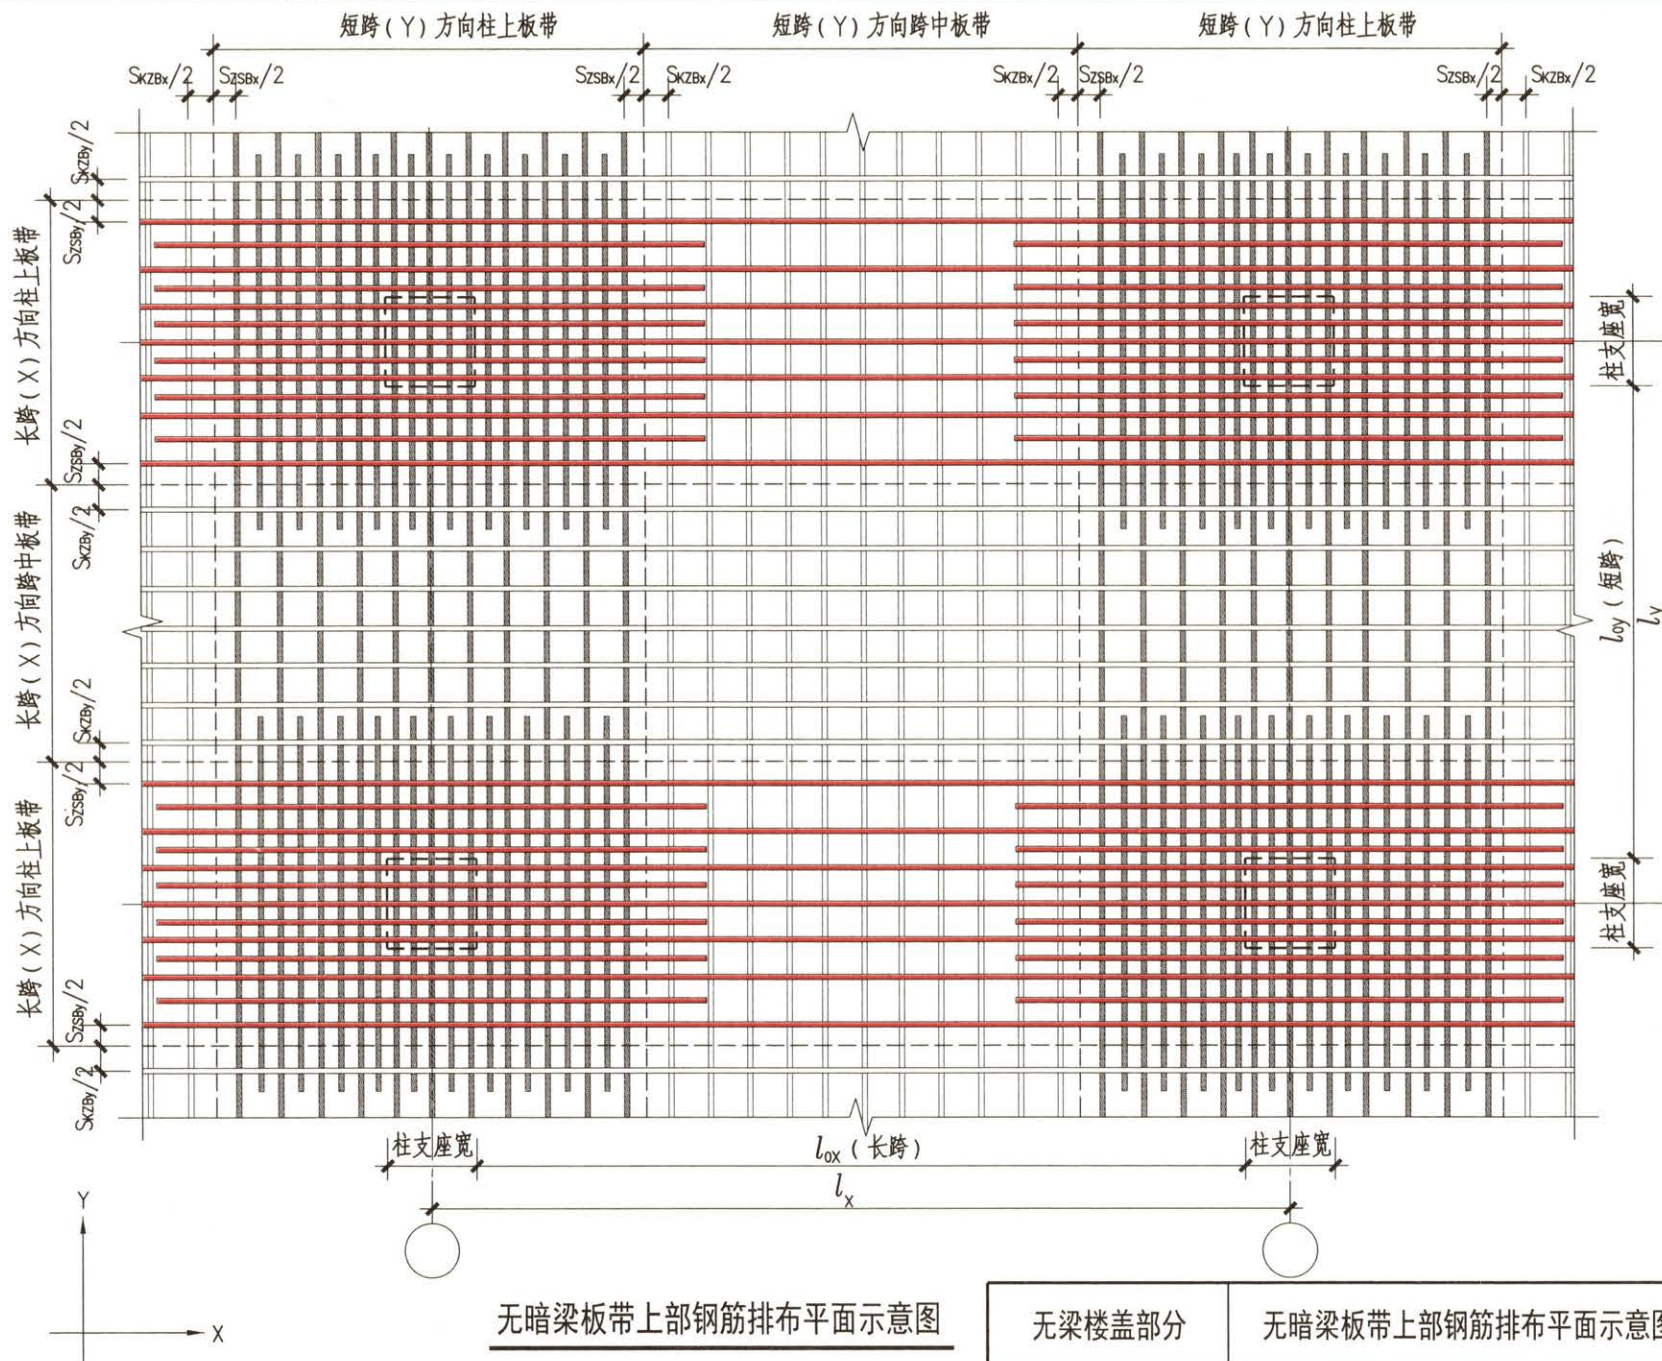 短跨(Y)方向柱上板带
短跨(Y)方向跨中板带
短跨(Y)方向柱上板带
SKZBx/2
SZSBx/2
SZSBx/2
SKZBx/2
SKZBx/2
SZSBx/2
SZSBx/2
SKZBx/2
SKZBy/2
SZSBy/2
长跨(X)方向柱上板带
SZSBy/2
SKZBy/2
长跨(X)方向跨中板带
SKZBy/2
SZSBy/2
长跨(X)方向柱上板带
SZSBy/2
SKZBy/2
柱支座宽
l0y(短跨)
ly
柱支座宽
柱支座宽
l0x(长跨)
柱支座宽
lx
Y
X
无暗梁板带上部钢筋排布平面示意图
无梁楼盖部分
无暗梁板带上部钢筋排布平面示意图